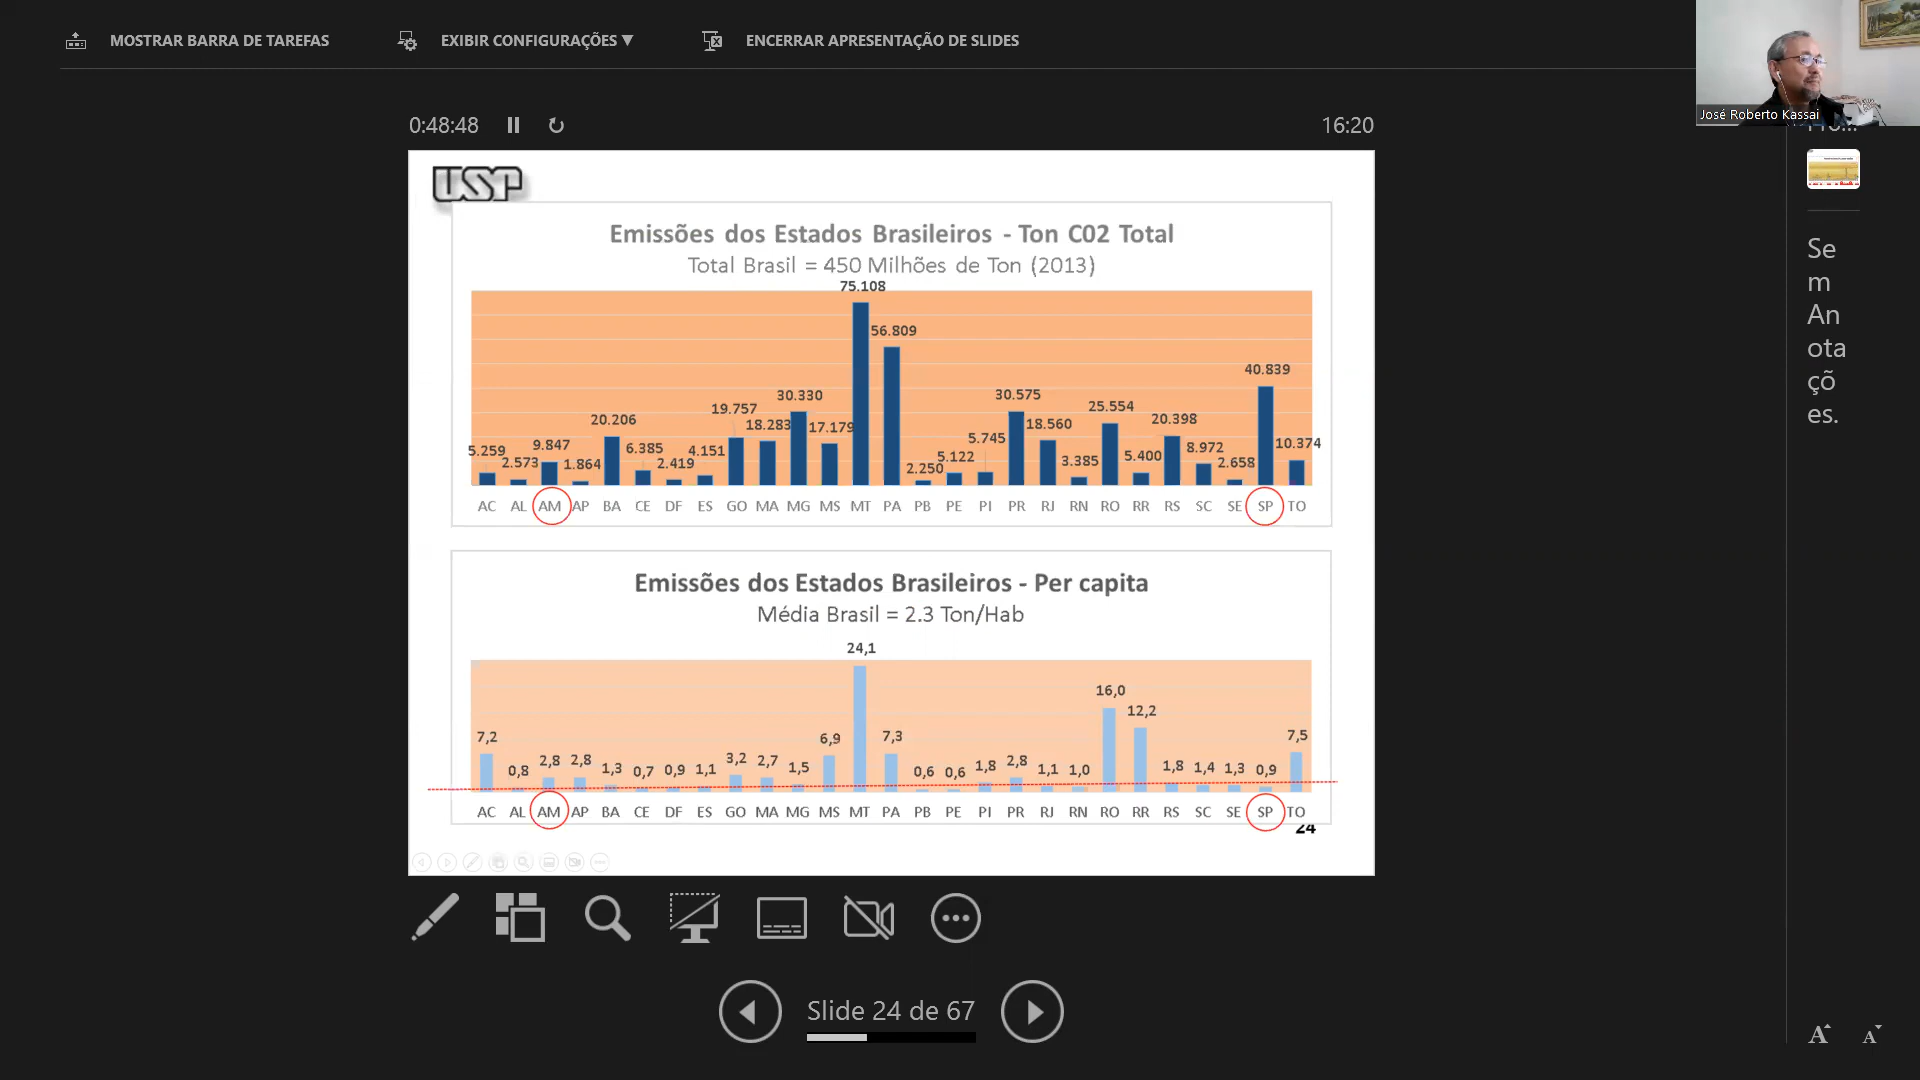 MOSTRAR BARRA DE TAREFAS
EXIBIR CONFIGURAÇÕES ▼
ENCERRAR APRESENTAÇÃO DE SLIDES
José Roberto Kassai
0:48:48
16:20
USP
Emissões dos Estados Brasileiros - Ton C02 Total
Total Brasil = 450 Milhões de Ton (2013)
5.259 2.573 9.847 1.864 20.206 6.385 2.419 4.151 19.757 18.283 30.330 17.179 75.108 56.809 2.250 5.122 5.745 30.575 18.560 3.385 25.554 5.400 20.398 8.972 2.658 40.839 10.374
AC AL AM AP BA CE DF ES GO MA MG MS MT PA PB PE PI PR RJ RN RO RR RS SC SE SP TO
Emissões dos Estados Brasileiros - Per capita
Média Brasil = 2.3 Ton/Hab
7,2 0,8 2,8 2,8 1,3 0,7 0,9 1,1 3,2 2,7 1,5 6,9 24,1 7,3 0,6 0,6 1,8 2,8 1,1 1,0 16,0 12,2 1,8 1,4 1,3 0,9 7,5
AC AL AM AP BA CE DF ES GO MA MG MS MT PA PB PE PI PR RJ RN RO RR RS SC SE SP TO
24
Slide 24 de 67
Se
m
An
ota
çõ
es.
A A